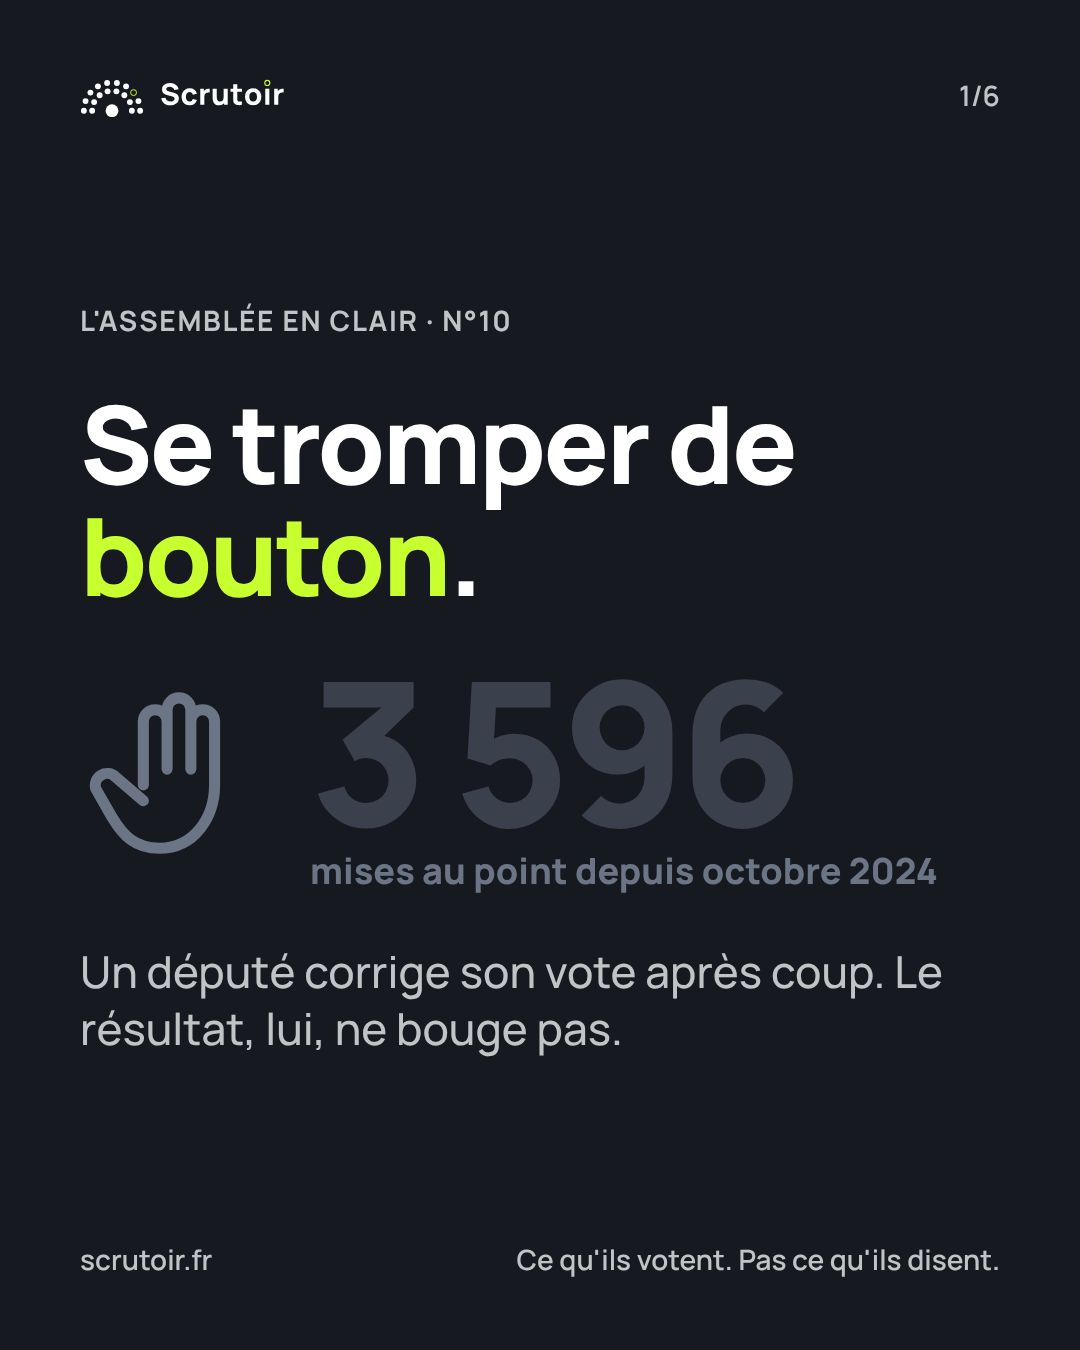 Scrutoir
1/6
L'ASSEMBLÉE EN CLAIR · N°10
Se tromper de
bouton.
3 596
mises au point depuis octobre 2024
Un député corrige son vote après coup. Le
résultat, lui, ne bouge pas.
scrutoir.fr
Ce qu'ils votent. Pas ce qu'ils disent.